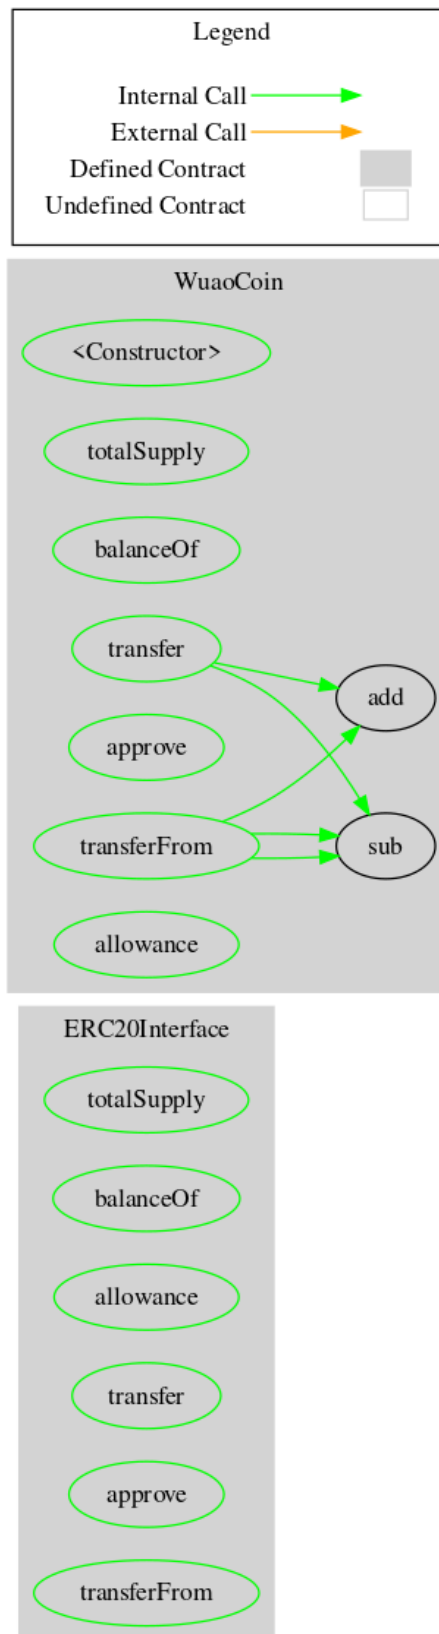 Legend
Internal Call
External Call
Defined Contract
Undefined Contract
WuaoCoin
<Constructor>
totalSupply
balanceOf
transfer
add
approve
transferFrom
sub
allowance
ERC20Interface
totalSupply
balanceOf
allowance
transfer
approve
transferFrom